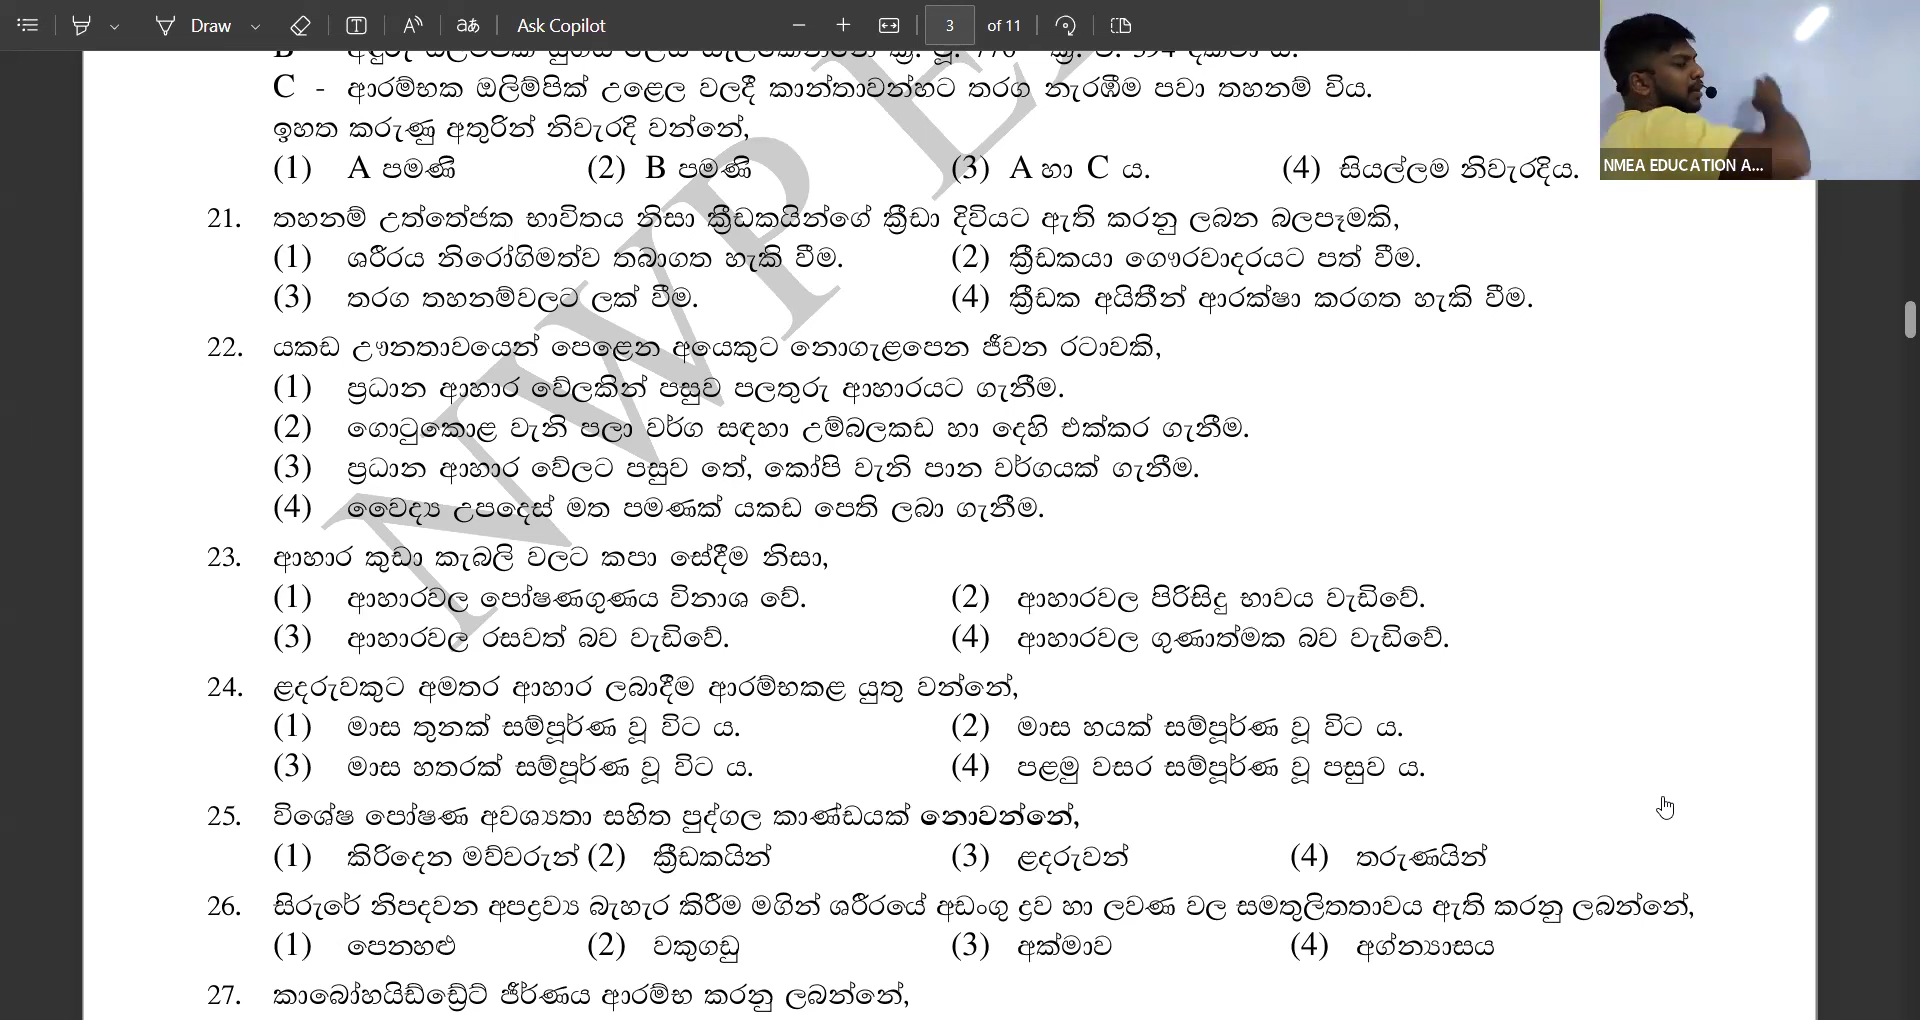 Draw
Ask Copilot
3 of 11
C - ආරම්භක ඔලිම්පික් උළෙල වලදී කාන්තාවන්හට තරග නැරඹීම පවා තහනම් විය.
ඉහත කරුණු අතුරින් නිවැරදි වන්නේ,
(1) A පමණි (2) B පමණි (3) A හා C ය. (4) සියල්ලම නිවැරදිය.
NMEA EDUCATION A...
21. තහනම් උත්තේජක භාවිතය නිසා ක්‍රීඩකයින්ගේ ක්‍රීඩා දිවියට ඇති කරනු ලබන බලපෑමකි,
(1) ශරීරය නිරෝගිමත්ව තබාගත හැකි වීම. (2) ක්‍රීඩකයා ගෞරවාදරයට පත් වීම.
(3) තරග තහනම්වලට ලක් වීම. (4) ක්‍රීඩක අයිතීන් ආරක්ෂා කරගත හැකි වීම.
22. යකඩ ඌනතාවයෙන් පෙළෙන අයෙකුට නොගැළපෙන ජීවන රටාවකි,
(1) ප්‍රධාන ආහාර වේලකින් පසුව පලතුරු ආහාරයට ගැනීම.
(2) ගොටුකොළ වැනි පලා වර්ග සඳහා උම්බලකඩ හා දෙහි එක්කර ගැනීම.
(3) ප්‍රධාන ආහාර වේලට පසුව තේ, කෝපි වැනි පාන වර්ගයක් ගැනීම.
(4) වෛද්‍ය උපදෙස් මත පමණක් යකඩ පෙති ලබා ගැනීම.
23. ආහාර කුඩා කැබලි වලට කපා සේදීම නිසා,
(1) ආහාරවල පෝෂණගුණය විනාශ වේ. (2) ආහාරවල පිරිසිදු භාවය වැඩිවේ.
(3) ආහාරවල රසවත් බව වැඩිවේ. (4) ආහාරවල ගුණාත්මක බව වැඩිවේ.
24. ළදරුවකුට අමතර ආහාර ලබාදීම ආරම්භකළ යුතු වන්නේ,
(1) මාස තුනක් සම්පූර්ණ වූ විට ය. (2) මාස හයක් සම්පූර්ණ වූ විට ය.
(3) මාස හතරක් සම්පූර්ණ වූ විට ය. (4) පළමු වසර සම්පූර්ණ වූ පසුව ය.
25. විශේෂ පෝෂණ අවශ්‍යතා සහිත පුද්ගල කාණ්ඩයක් නොවන්නේ,
(1) කිරිදෙන මව්වරුන් (2) ක්‍රීඩකයින් (3) ළදරුවන් (4) තරුණයින්
26. සිරුරේ නිපදවන අපද්‍රව්‍ය බැහැර කිරීම මගින් ශරීරයේ අඩංගු ද්‍රව හා ලවණ වල සමතුලිතතාවය ඇති කරනු ලබන්නේ,
(1) පෙනහළු (2) වකුගඩු (3) අක්මාව (4) අග්න්‍යාසය
27. කාබෝහයිඩ්ඩ්‍රේට් ජීර්ණය ආරම්භ කරනු ලබන්නේ,